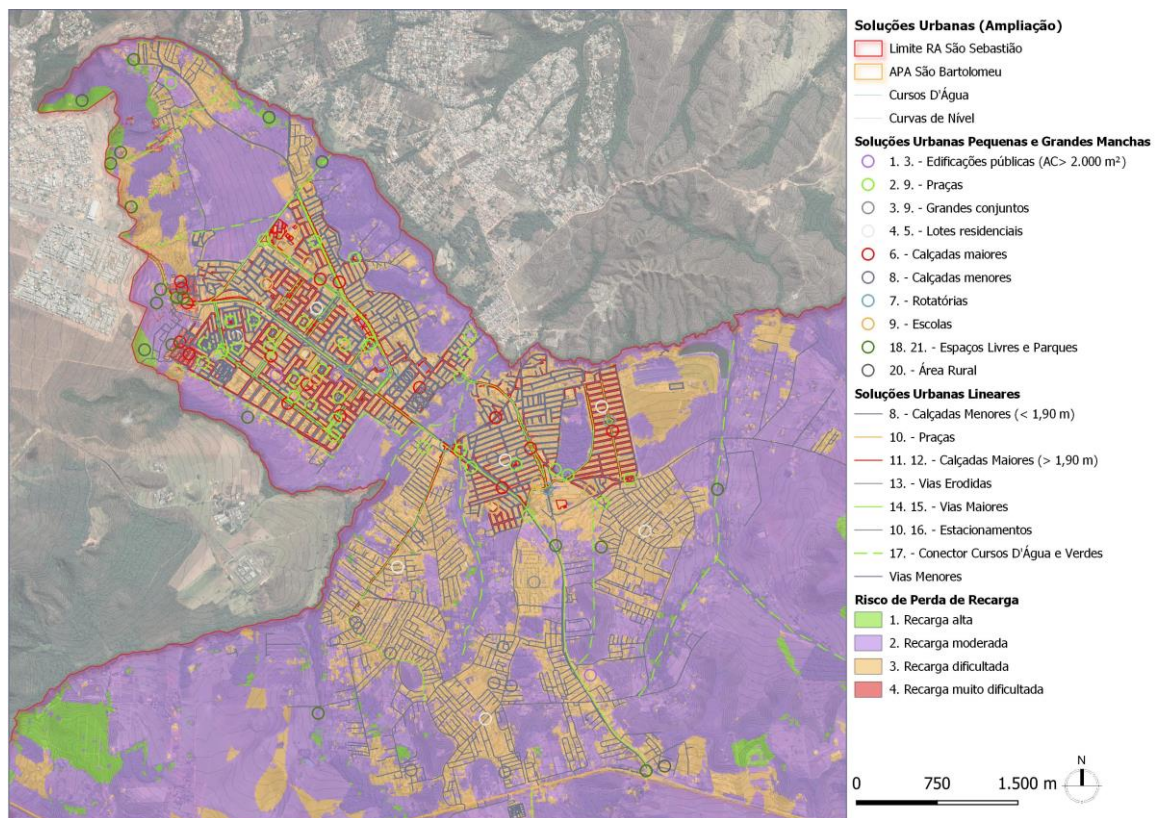 Soluções Urbanas (Ampliação)
Limite RA São Sebastião
APA São Bartolomeu
Cursos D'Água
Curvas de Nível
Soluções Urbanas Pequenas e Grandes Manchas
1. 3. - Edificações públicas (AC> 2.000 m²)
2. 9. - Praças
3. 9. - Grandes conjuntos
4. 5. - Lotes residenciais
6. - Calçadas maiores
8. - Calçadas menores
7. - Rotatórias
9. - Escolas
18. 21. - Espaços Livres e Parques
20. - Área Rural
Soluções Urbanas Lineares
8. - Calçadas Menores (< 1,90 m)
10. - Praças
11. 12. - Calçadas Maiores (> 1,90 m)
13. - Vias Erodidas
14. 15. - Vias Maiores
10. 16. - Estacionamentos
17. - Conector Cursos D'Água e Verdes
Vias Menores
Risco de Perda de Recarga
1. Recarga alta
2. Recarga moderada
3. Recarga dificultada
4. Recarga muito dificultada
N
0 750 1.500 m